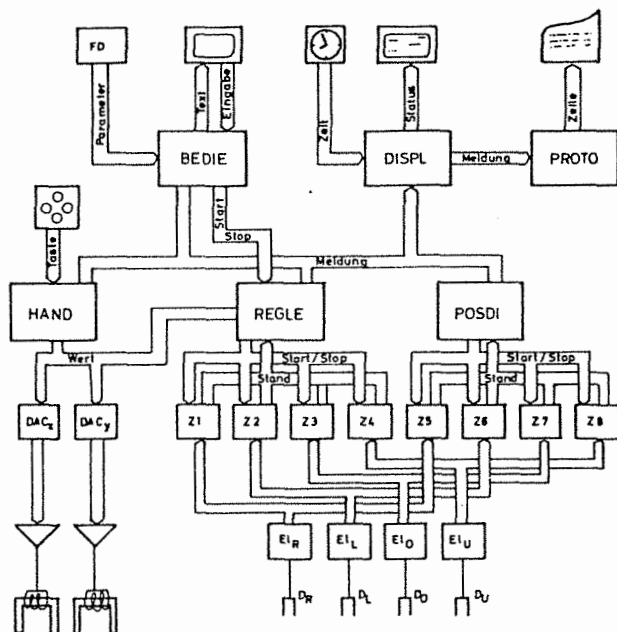 FD
Parameter
Text
Eingabe
Zeit
Status
Zeile
BEDIE
DISPL
Meldung
PROTO
Start
Stop
Taste
Meldung
HAND
REGLE
POSDI
Wert
Start/Stop
Stand
Start/Stop
Stand
DACx
DACy
Z1
Z2
Z3
Z4
Z5
Z6
Z7
Z8
ElR
ElL
ElO
ElU
DR
DL
DO
DU